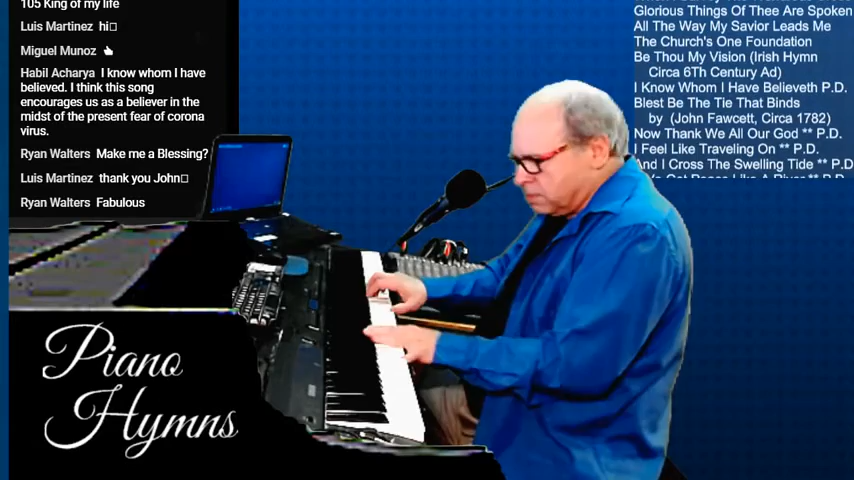 105 King of my life
Luis Martinez hi
Miguel Munoz
Habil Acharya I know whom I have
believed. I think this song
encourages us as a believer in the
midst of the present fear of corona
virus.
Ryan Walters Make me a Blessing?
Luis Martinez thank you John
Ryan Walters Fabulous
Glorious Things Of Thee Are Spoken
All The Way My Savior Leads Me
The Church's One Foundation
Be Thou My Vision (Irish Hymn
Circa 6Th Century Ad)
I Know Whom I Have Believeth P.D.
Blest Be The Tie That Binds
by (John Fawcett, Circa 1782)
Now Thank We All Our God ** P.D.
I Feel Like Traveling On ** P.D.
And I Cross The Swelling Tide ** P.D
Piano
Hymns